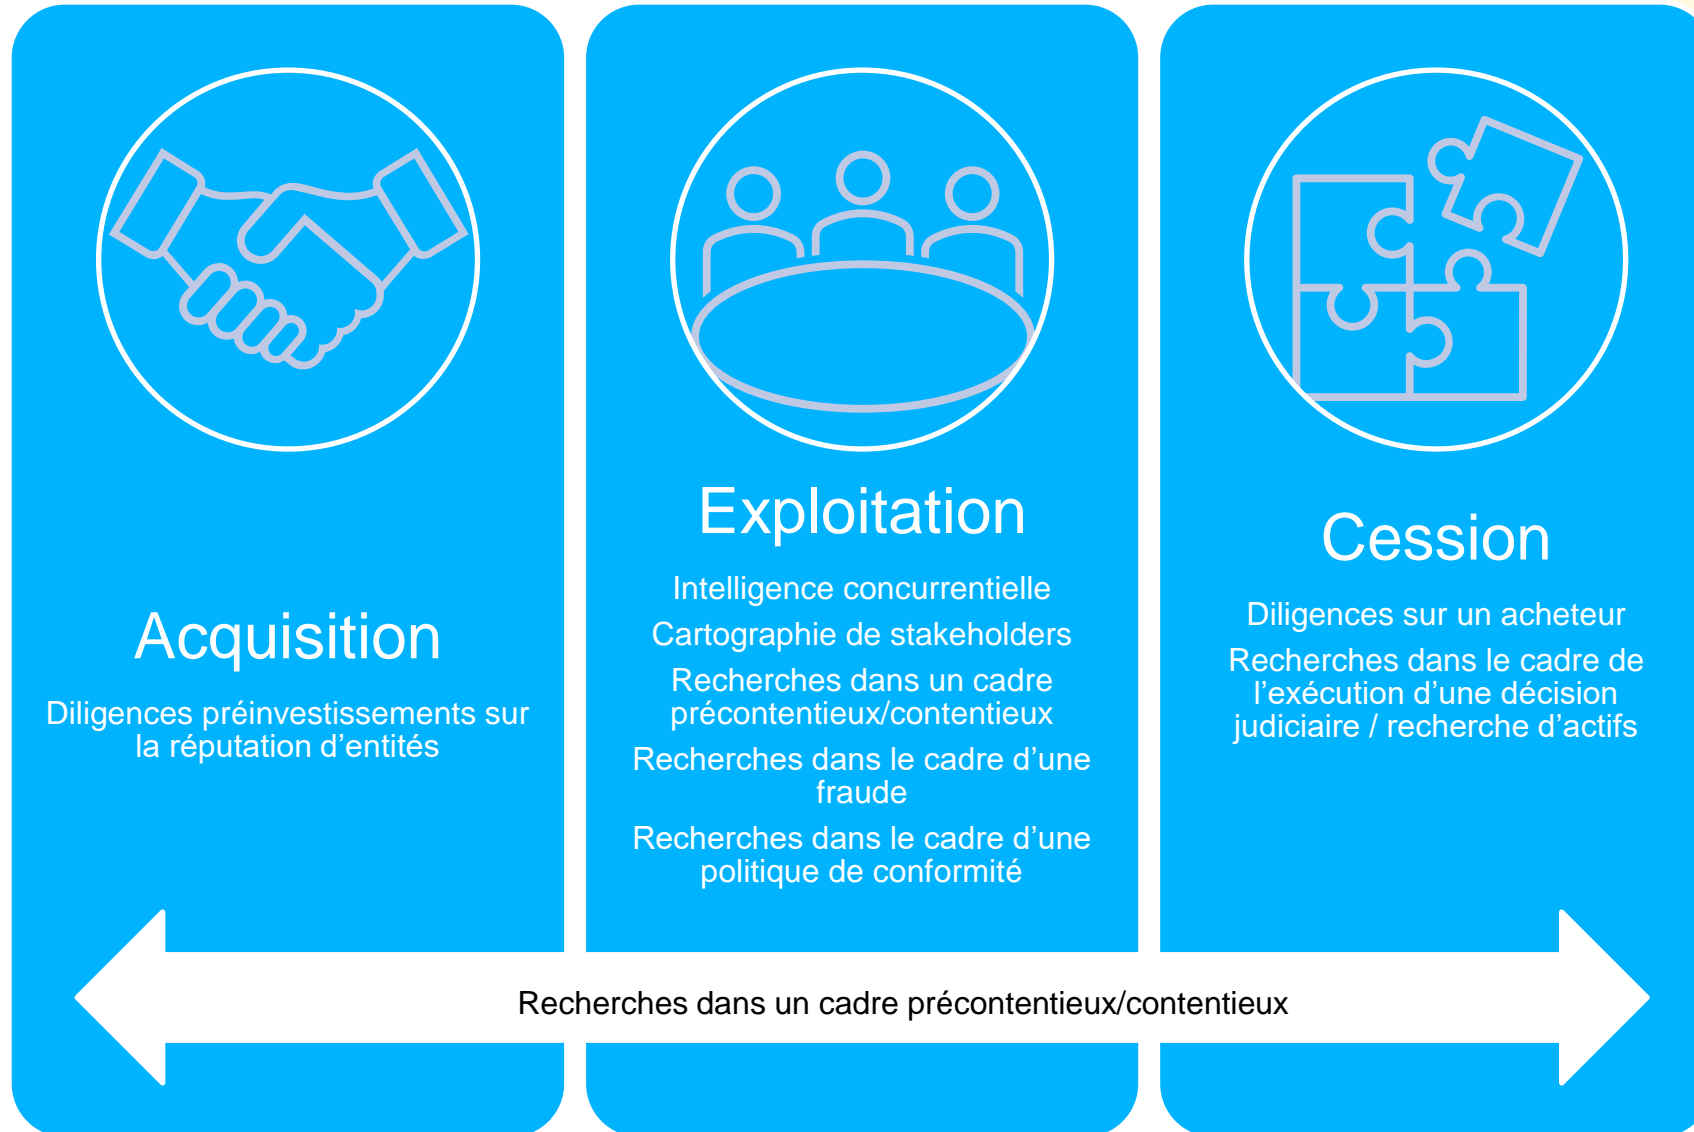 Acquisition
Diligences préinvestissements sur
la réputation d’entités
Exploitation
Intelligence concurrentielle
Cartographie de stakeholders
Recherches dans un cadre
précontentieux/contentieux
Recherches dans le cadre d’une
fraude
Recherches dans le cadre d’une
politique de conformité
Cession
Diligences sur un acheteur
Recherches dans le cadre de
l’exécution d’une décision
judiciaire / recherche d’actifs
Recherches dans un cadre précontentieux/contentieux